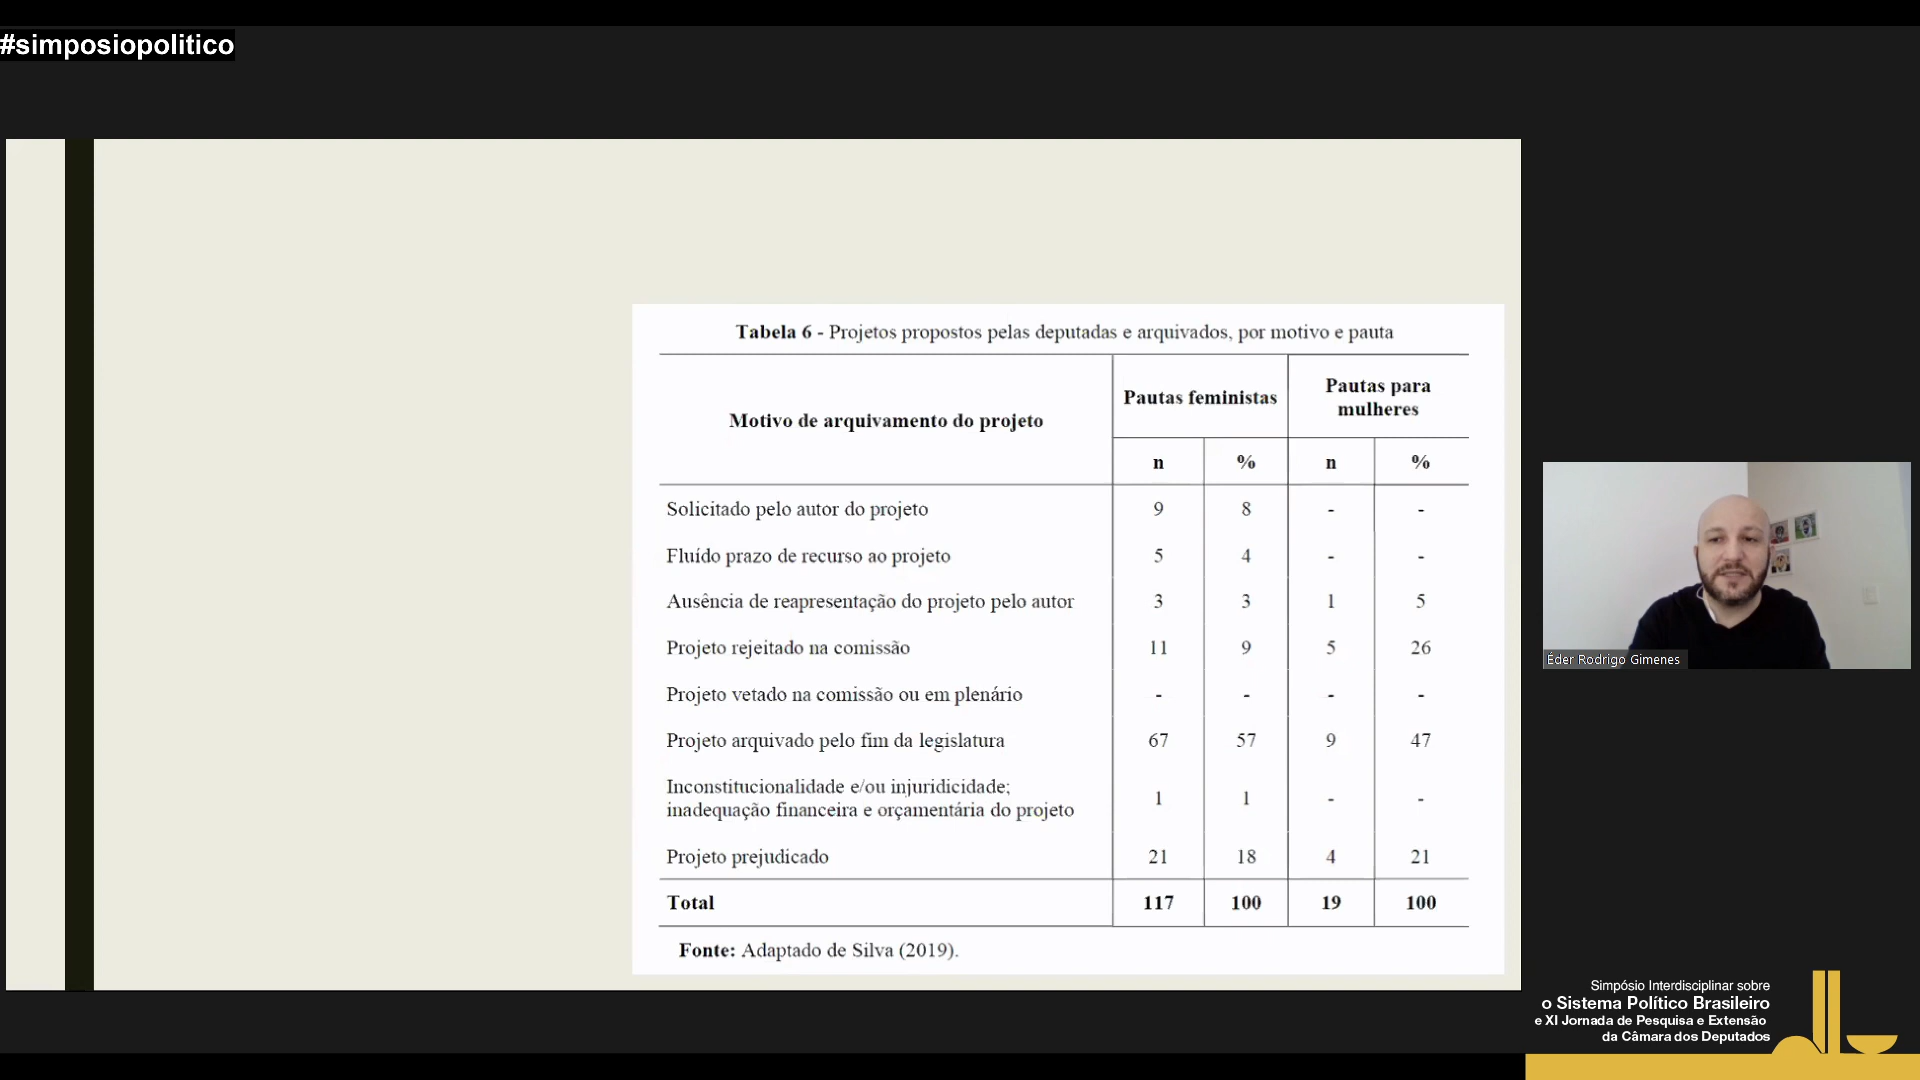 #simposiopolitico
Tabela 6 - Projetos propostos pelas deputadas e arquivados, por motivo e pauta
Motivo de arquivamento do projeto
Pautas feministas
Pautas para
mulheres
n % n %
Solicitado pelo autor do projeto 9 8 - -
Fluído prazo de recurso ao projeto 5 4 - -
Ausência de reapresentação do projeto pelo autor 3 3 1 5
Projeto rejeitado na comissão 11 9 5 26
Projeto vetado na comissão ou em plenário - - - -
Projeto arquivado pelo fim da legislatura 67 57 9 47
Inconstitucionalidade e/ou injuridicidade;
inadequação financeira e orçamentária do projeto 1 1 - -
Projeto prejudicado 21 18 4 21
Total 117 100 19 100
Fonte: Adaptado de Silva (2019).
Éder Rodrigo Gimenes
Simpósio Interdisciplinar sobre
o Sistema Político Brasileiro
e XI Jornada de Pesquisa e Extensão
da Câmara dos Deputados